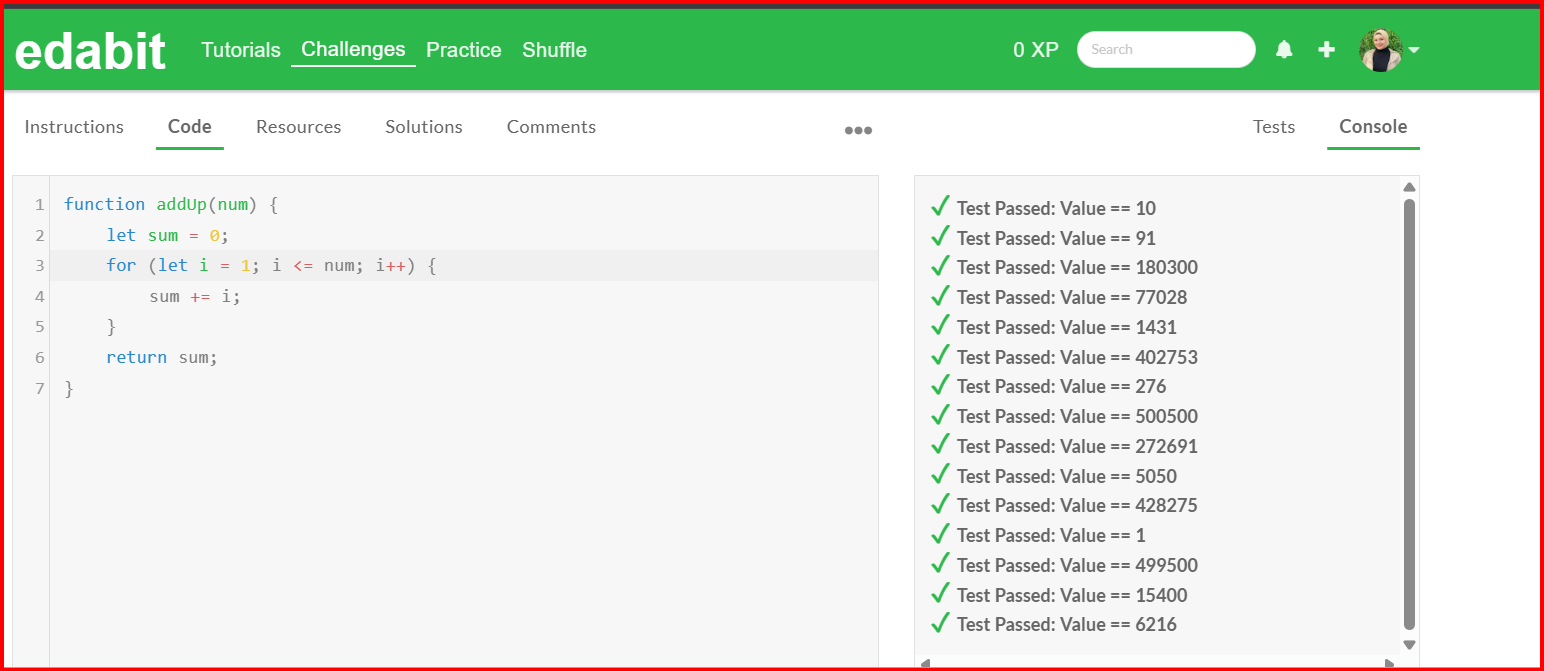 edabit Tutorials Challenges Practice Shuffle 0 XP Search
Instructions Code Resources Solutions Comments ••• Tests Console
1 function addUp(num) {
2 let sum = 0;
3 for (let i = 1; i <= num; i++) {
4 sum += i;
5 }
6 return sum;
7 }
Test Passed: Value == 10
Test Passed: Value == 91
Test Passed: Value == 180300
Test Passed: Value == 77028
Test Passed: Value == 1431
Test Passed: Value == 402753
Test Passed: Value == 276
Test Passed: Value == 500500
Test Passed: Value == 272691
Test Passed: Value == 5050
Test Passed: Value == 428275
Test Passed: Value == 1
Test Passed: Value == 499500
Test Passed: Value == 15400
Test Passed: Value == 6216